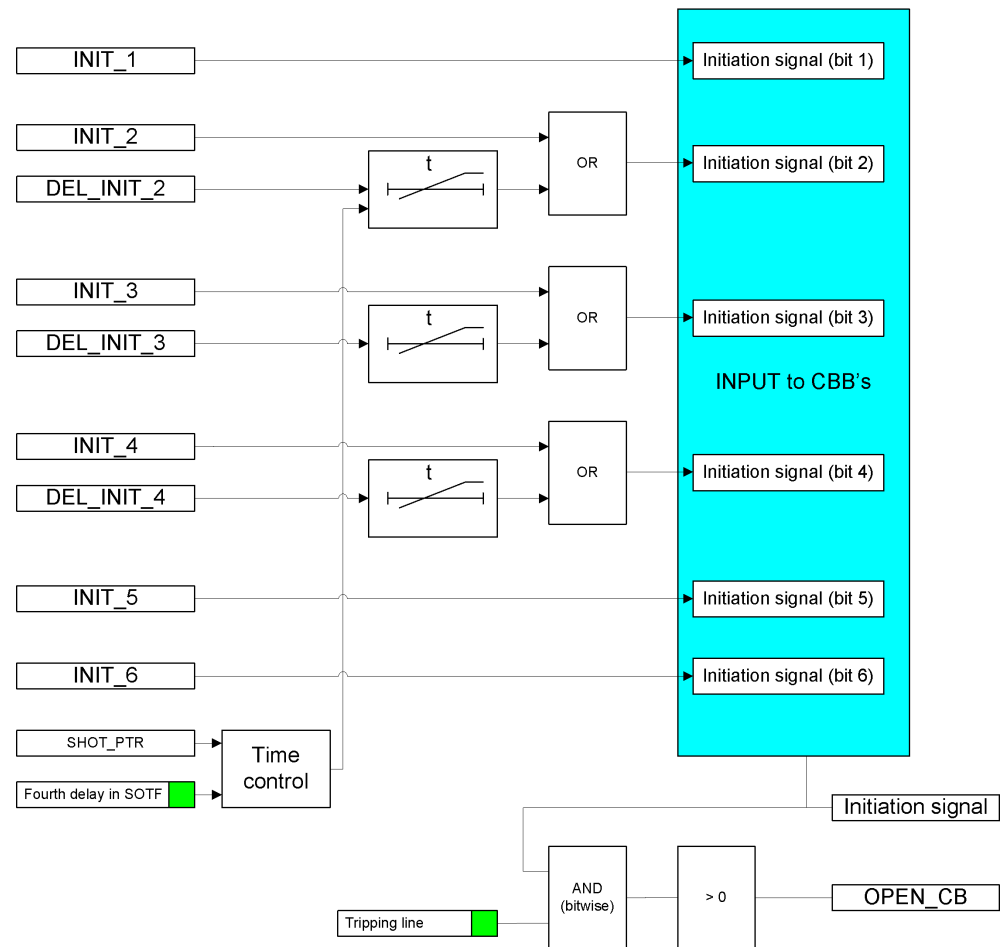 INIT_1
Initiation signal (bit 1)
INIT_2
DEL_INIT_2
t
OR
Initiation signal (bit 2)
INIT_3
DEL_INIT_3
t
OR
Initiation signal (bit 3)
INPUT to CBB's
INIT_4
DEL_INIT_4
t
OR
Initiation signal (bit 4)
INIT_5
Initiation signal (bit 5)
INIT_6
Initiation signal (bit 6)
SHOT_PTR
Fourth delay in SOTF
Time
control
Initiation signal
Tripping line
AND
(bitwise)
> 0
OPEN_CB